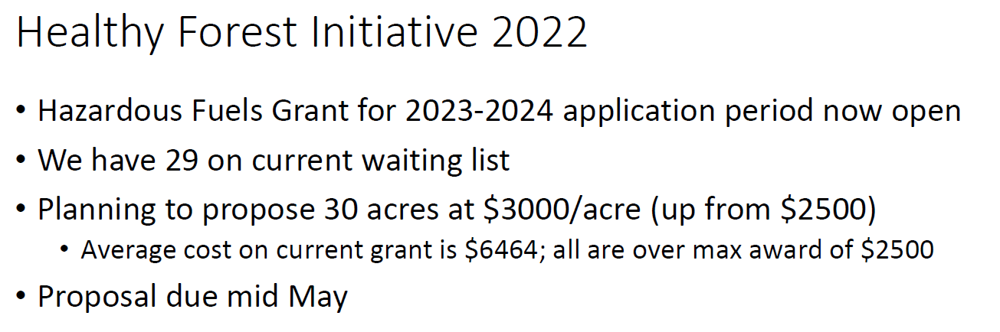 Healthy Forest Initiative 2022
• Hazardous Fuels Grant for 2023-2024 application period now open
• We have 29 on current waiting list
• Planning to propose 30 acres at $3000/acre (up from $2500)
• Average cost on current grant is $6464; all are over max award of $2500
• Proposal due mid May